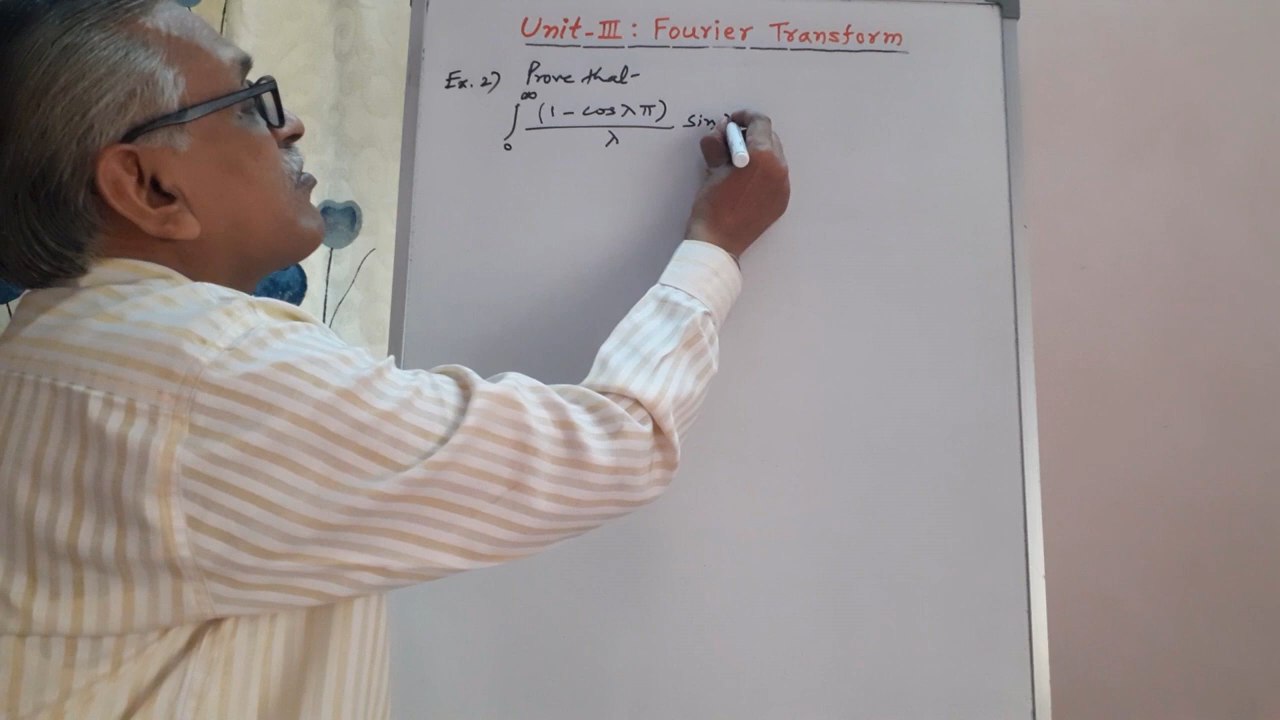 Unit-III : Fourier Transform
Ex. 2) Prove that-
∫₀^∞ (1 - cos λπ) / λ sin